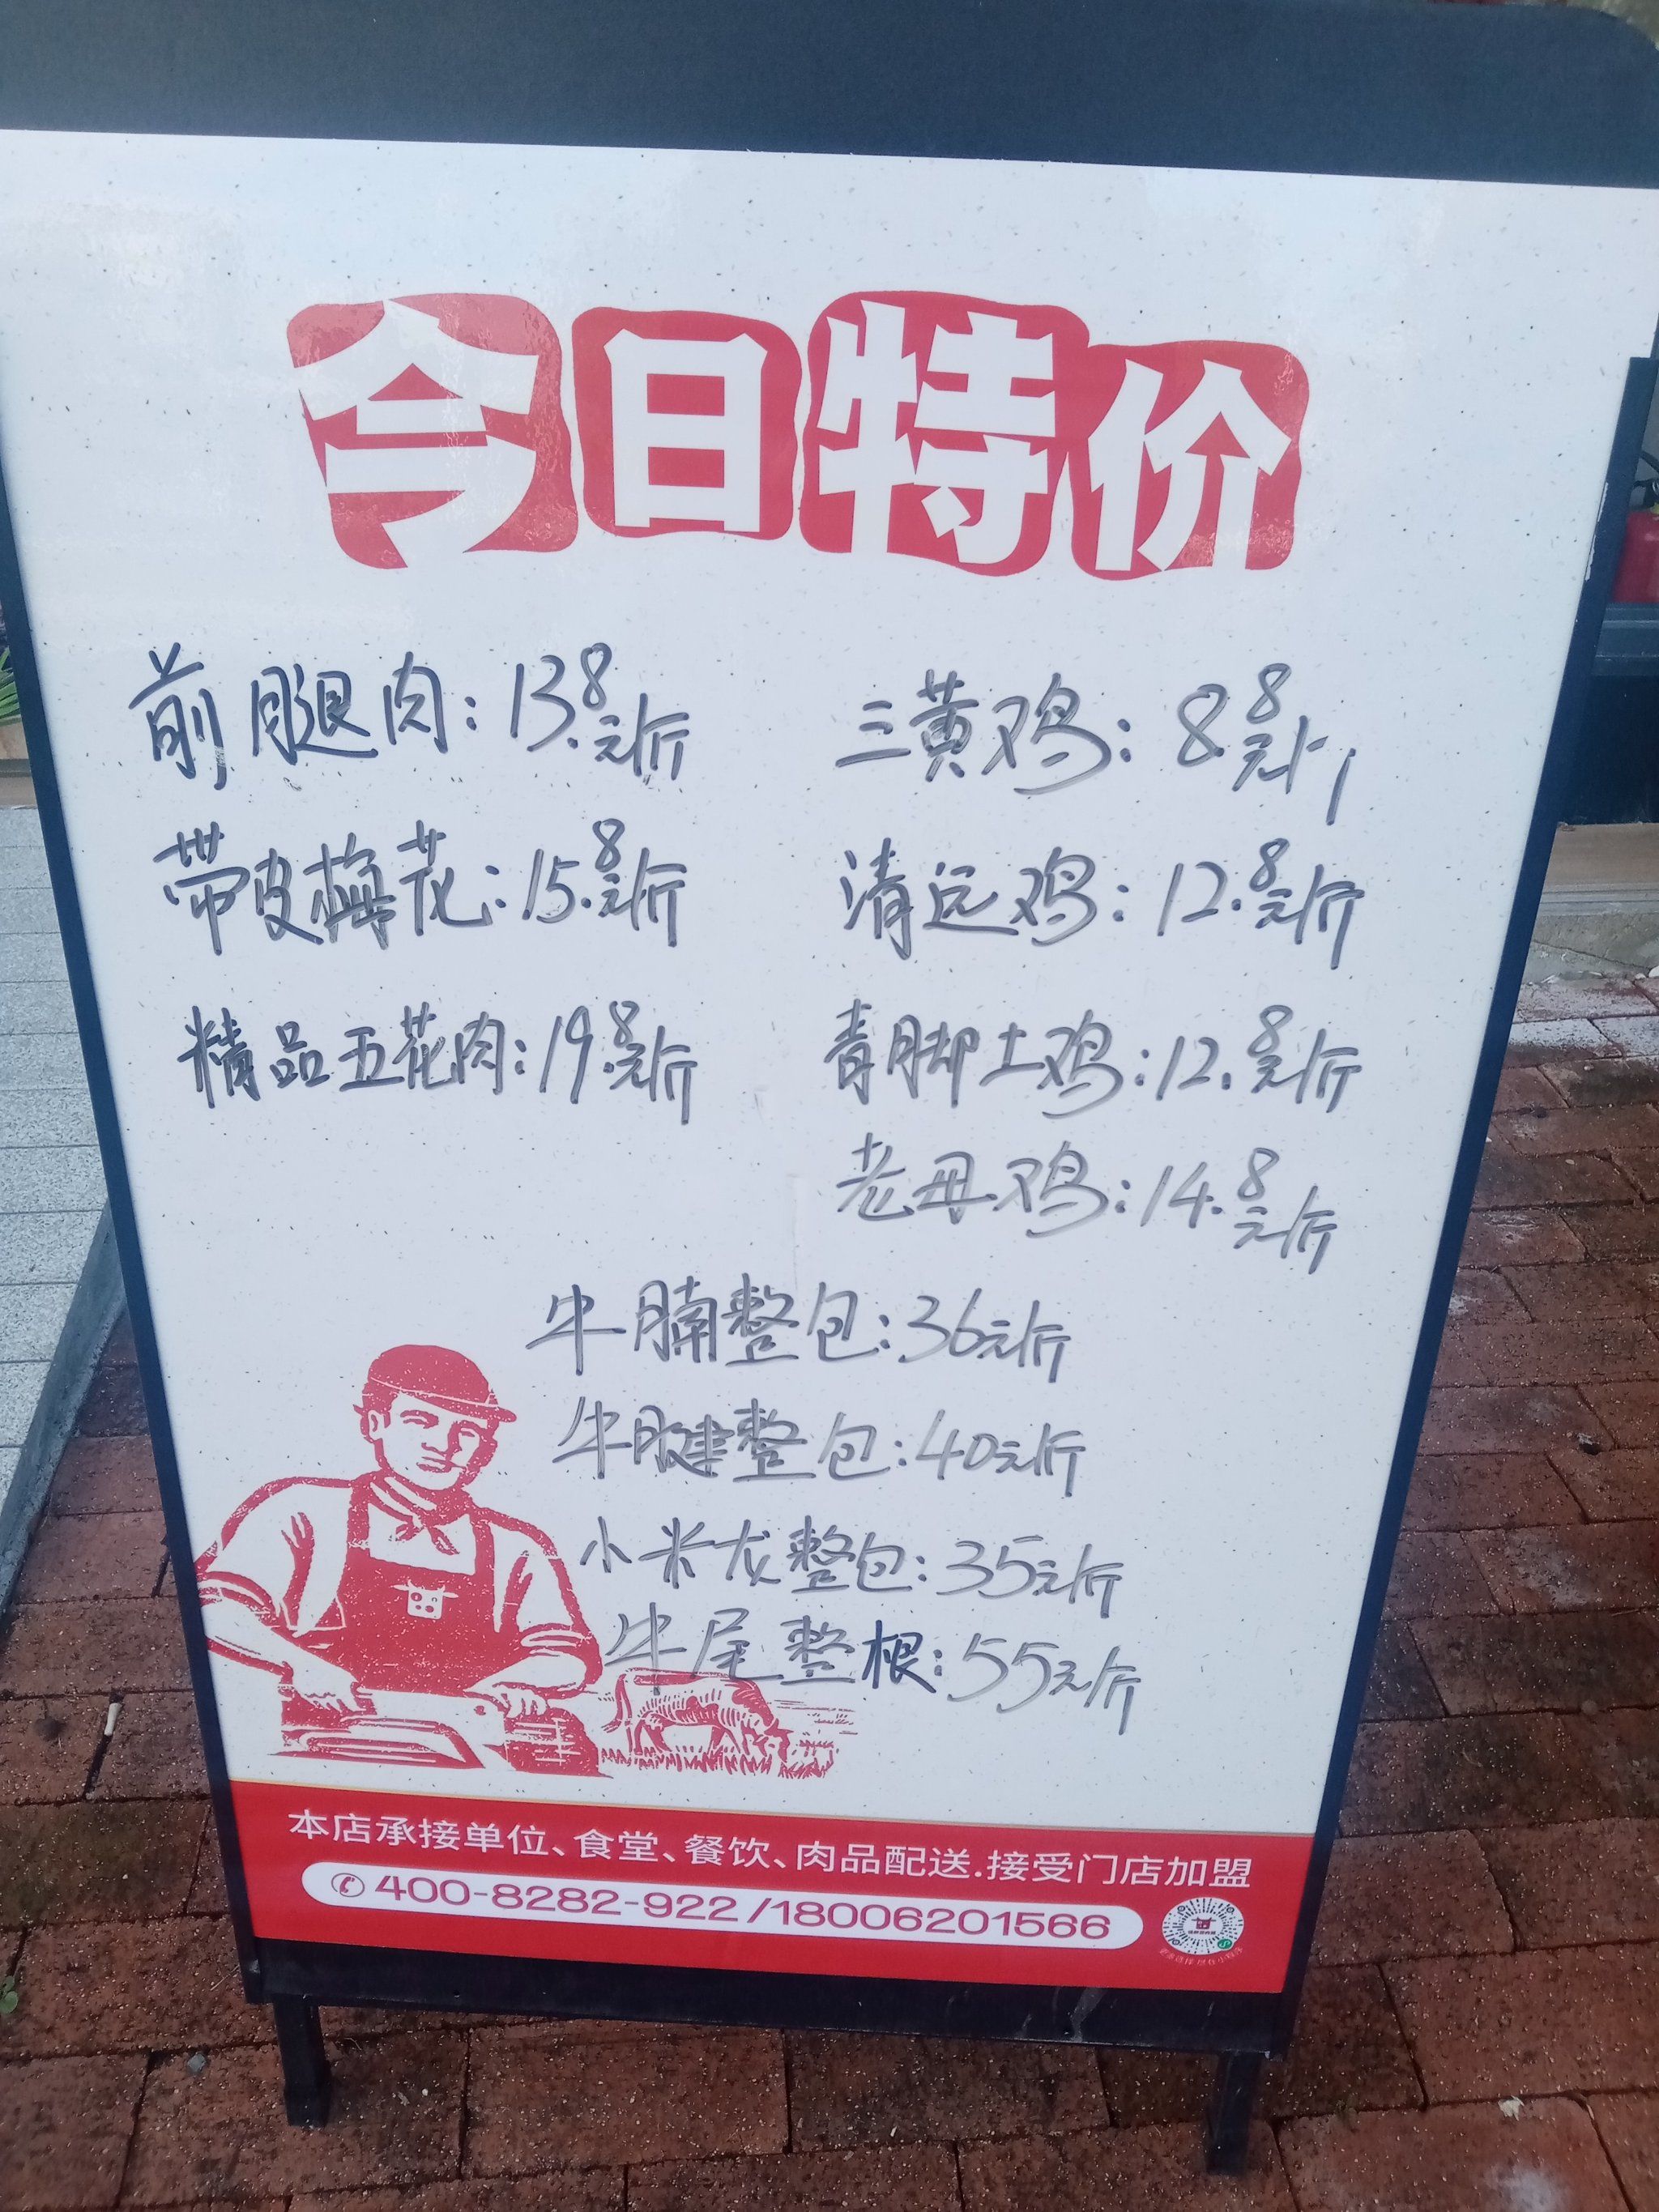 今日特价
前腿肉：13.8元/斤
带皮梅花：15.8元/斤
精品五花肉：19.8元/斤
三黄鸡：8.8元/斤
清远鸡：12.8元/斤
青脚土鸡：12.8元/斤
老母鸡：14.8元/斤
牛腩整包：36元/斤
牛腱整包：40元/斤
小米龙整包：35元/斤
牛尾整根：55元/斤
本店承接单位、食堂、餐饮、肉品配送.接受门店加盟
400-8282-922/18006201566